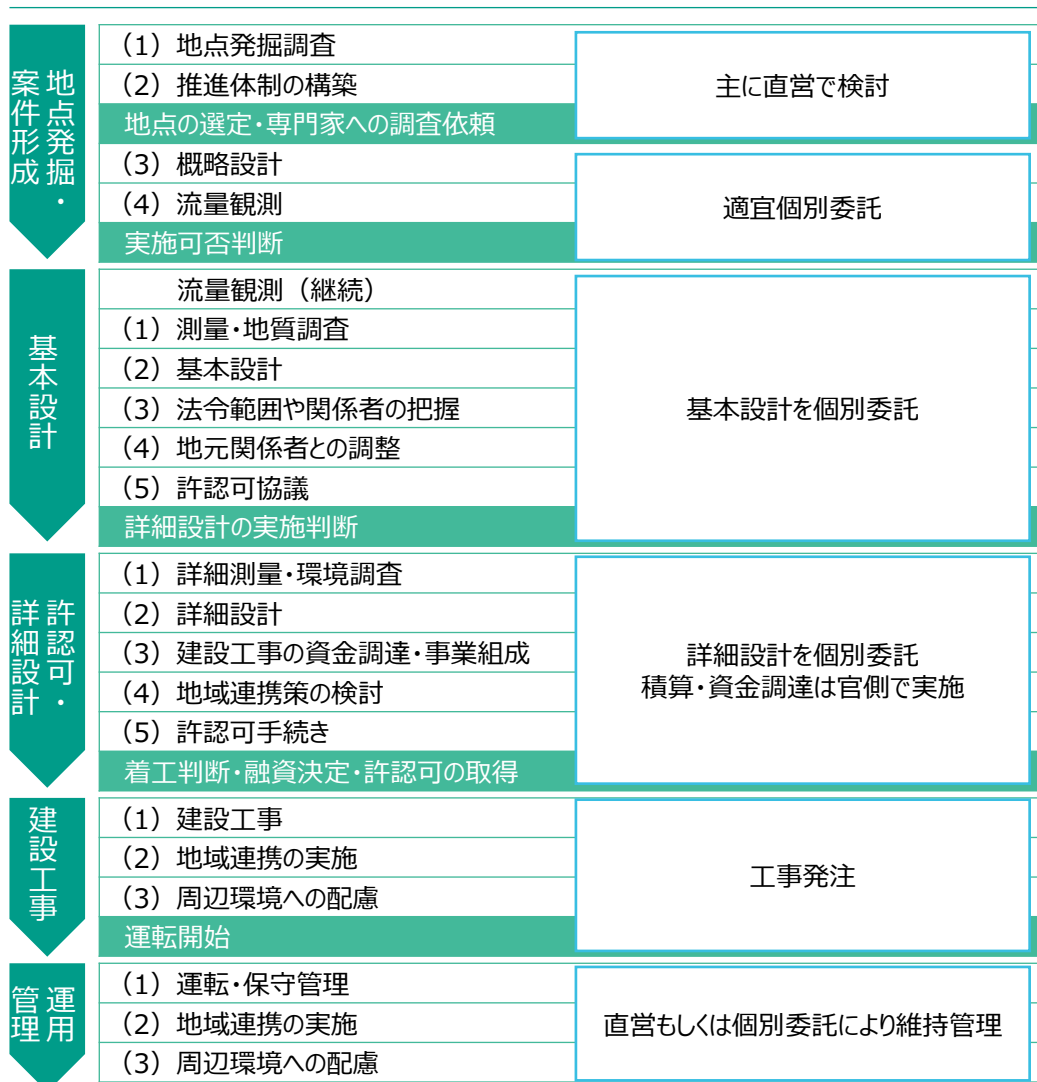 地点発掘・
案件形成
(1) 地点発掘調査
(2) 推進体制の構築
地点の選定・専門家への調査依頼
主に直営で検討
(3) 概略設計
(4) 流量観測
実施可否判断
適宜個別委託
基本設計
流量観測（継続）
(1) 測量・地質調査
(2) 基本設計
(3) 法令範囲や関係者の把握
(4) 地元関係者との調整
(5) 許認可協議
詳細設計の実施判断
基本設計を個別委託
許認可・
詳細設計
(1) 詳細測量・環境調査
(2) 詳細設計
(3) 建設工事の資金調達・事業組成
(4) 地域連携策の検討
(5) 許認可手続き
着工判断・融資決定・許認可の取得
詳細設計を個別委託
積算・資金調達は官側で実施
建設工事
(1) 建設工事
(2) 地域連携の実施
(3) 周辺環境への配慮
運転開始
工事発注
運用
管理
(1) 運転・保守管理
(2) 地域連携の実施
(3) 周辺環境への配慮
直営もしくは個別委託により維持管理